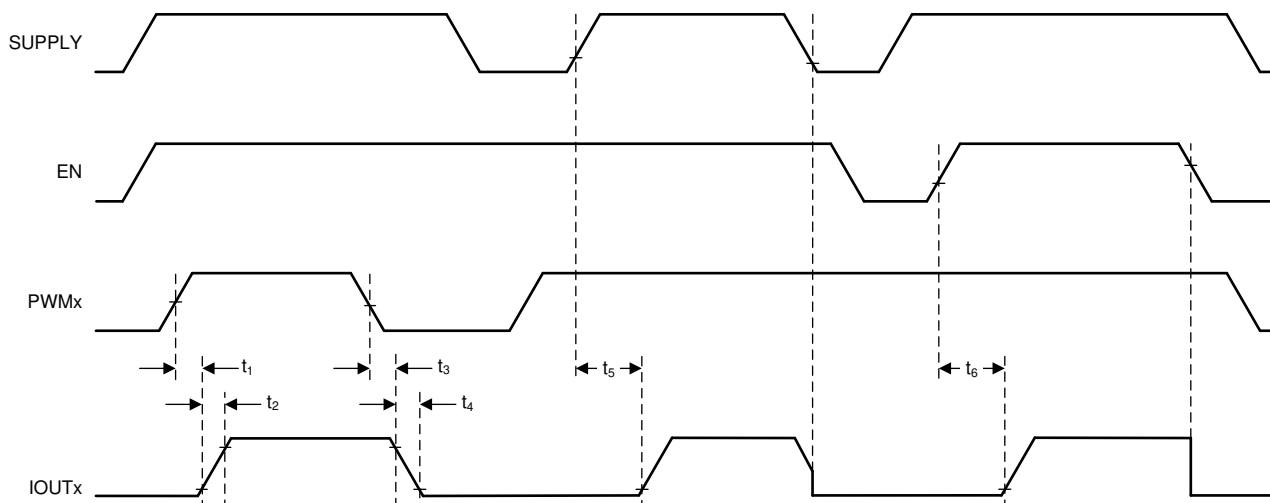 SUPPLY
EN
PWMx
t₁
t₃
t₅
t₆
t₂
t₄
IOUTx